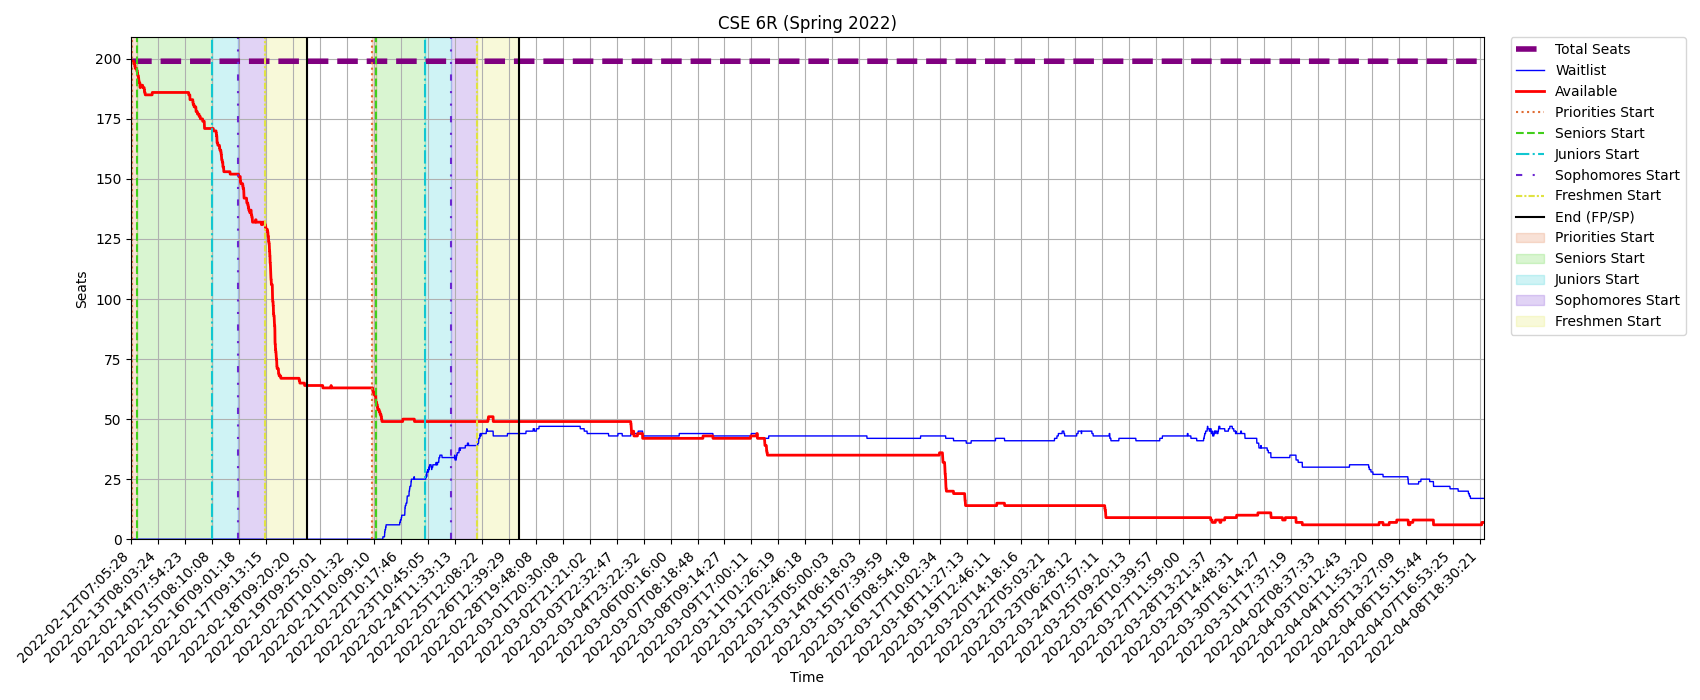 CSE 6R (Spring 2022)
Total Seats
Waitlist
Available
Priorities Start
Seniors Start
Juniors Start
Sophomores Start
Freshmen Start
End (FP/SP)
Priorities Start
Seniors Start
Juniors Start
Sophomores Start
Freshmen Start
Seats
200
175
150
125
100
75
50
25
0
2022-02-12T7:05:28
2022-02-13T08:03:24
2022-02-14T07:54:23
2022-02-15T08:10:08
2022-02-16T09:01:18
2022-02-17T09:13:15
2022-02-18T09:20:20
2022-02-19T09:25:01
2022-02-20T10:01:32
2022-02-21T10:09:10
2022-02-22T10:17:46
2022-02-23T10:45:05
2022-02-24T11:33:13
2022-02-25T12:08:22
2022-02-26T12:39:29
2022-02-28T19:48:08
2022-03-01T20:30:08
2022-03-02T21:21:02
2022-03-03T22:32:47
2022-03-04T23:22:32
2022-03-06T00:16:00
2022-03-07T08:18:48
2022-03-08T09:14:27
2022-03-09T17:00:11
2022-03-11T01:26:19
2022-03-12T02:46:18
2022-03-13T05:00:03
2022-03-14T06:18:03
2022-03-15T07:39:59
2022-03-16T08:54:18
2022-03-17T10:02:34
2022-03-18T11:27:13
2022-03-19T12:46:11
2022-03-20T14:18:16
2022-03-22T05:03:21
2022-03-23T06:28:12
2022-03-24T07:57:11
2022-03-25T09:20:13
2022-03-26T10:39:57
2022-03-27T11:59:00
2022-03-28T13:21:37
2022-03-29T14:48:31
2022-03-30T16:14:27
2022-03-31T17:37:19
2022-04-02T08:37:33
2022-04-03T10:12:43
2022-04-04T11:53:20
2022-04-05T13:27:09
2022-04-06T15:15:44
2022-04-07T16:53:25
2022-04-08T18:30:21
Time